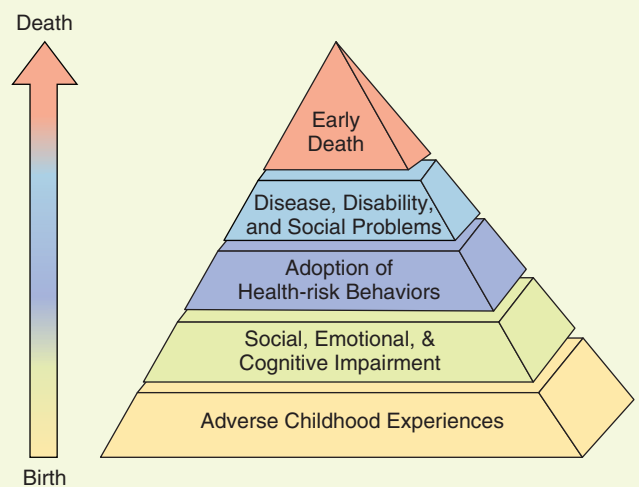 Death
Early
Death
Disease, Disability,
and Social Problems
Adoption of
Health-risk Behaviors
Social, Emotional, &
Cognitive Impairment
Adverse Childhood Experiences
Birth